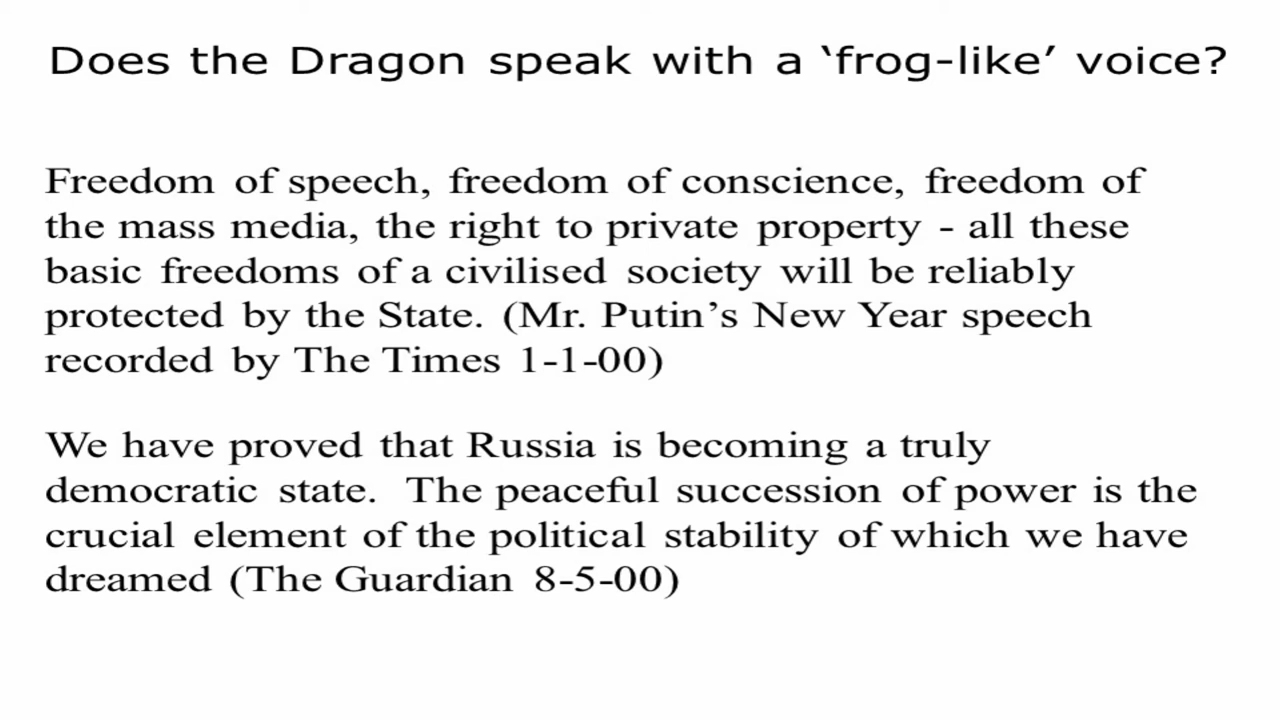 Does the Dragon speak with a ‘frog-like’ voice?
Freedom of speech, freedom of conscience, freedom of
the mass media, the right to private property - all these
basic freedoms of a civilised society will be reliably
protected by the State. (Mr. Putin’s New Year speech
recorded by The Times 1-1-00)
We have proved that Russia is becoming a truly
democratic state. The peaceful succession of power is the
crucial element of the political stability of which we have
dreamed (The Guardian 8-5-00)